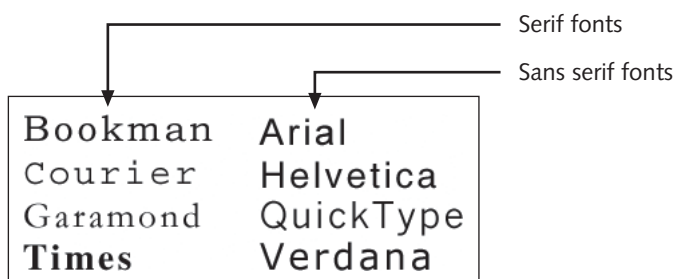 Serif fonts
Sans serif fonts
Bookman Arial
Courier Helvetica
Garamond QuickType
Times Verdana